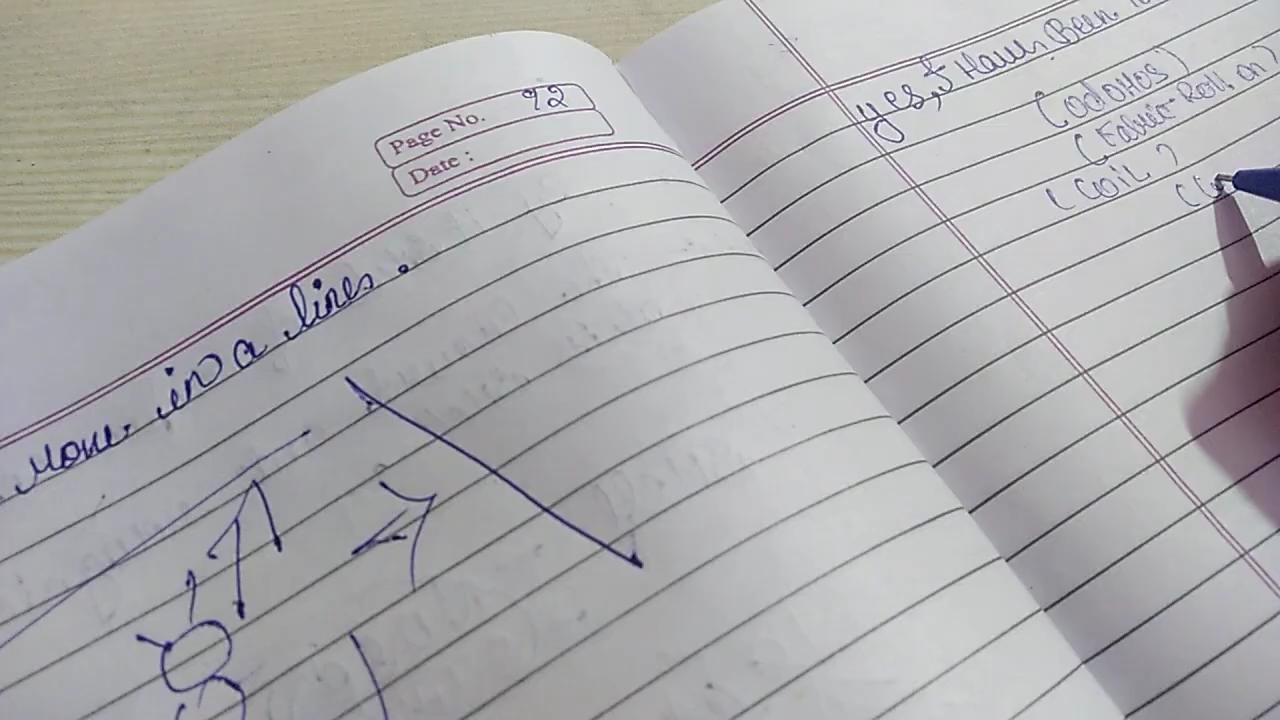 Page No. 92
Date :
move in a lines.
yes, I Have Been
(odomos)
(Fabric Roll on)
(coil)